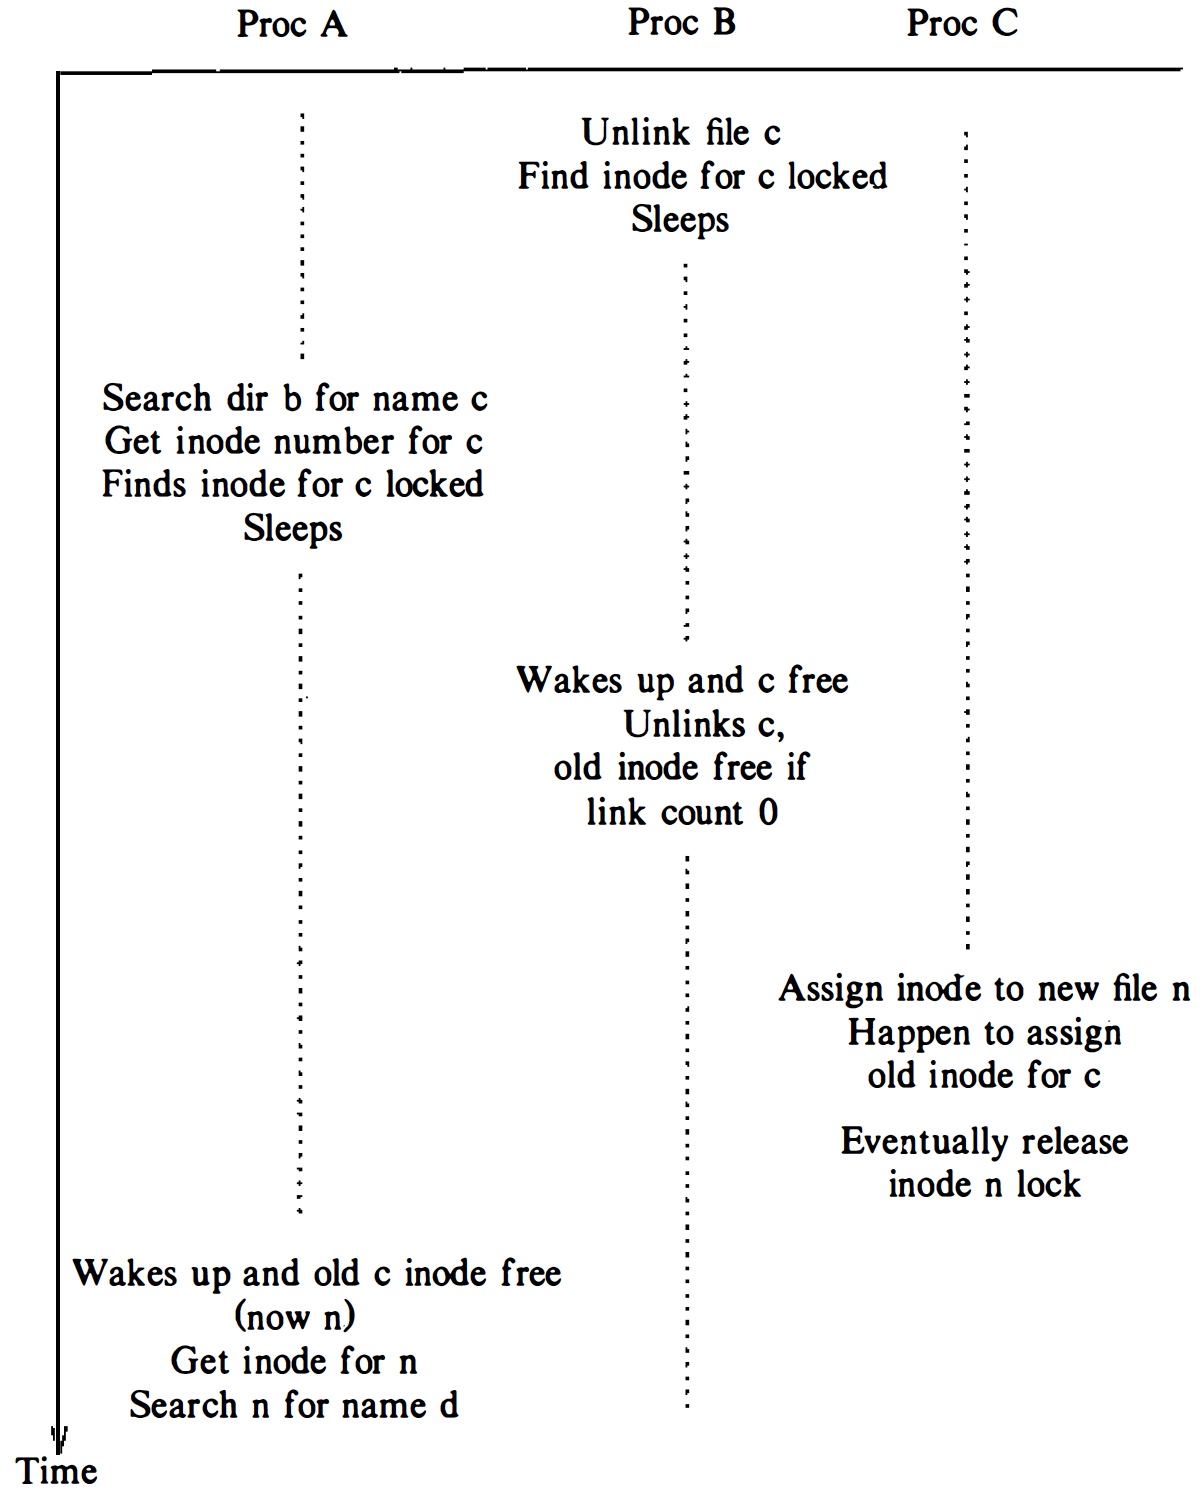 Proc A Proc B Proc C
Unlink file c
Find inode for c locked
Sleeps
Search dir b for name c
Get inode number for c
Finds inode for c locked
Sleeps
Wakes up and c free
Unlinks c,
old inode free if
link count 0
Assign inode to new file n
Happen to assign
old inode for c
Eventually release
inode n lock
Wakes up and old c inode free
(now n)
Get inode for n
Search n for name d
Time